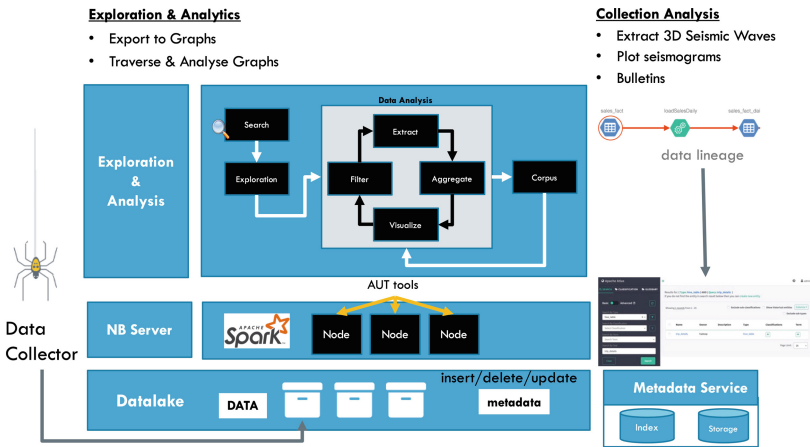 Exploration & Analytics
• Export to Graphs
• Traverse & Analyse Graphs
Collection Analysis
• Extract 3D Seismic Waves
• Plot seismograms
• Bulletins
sales_fact
loadSalesDaily
sales_fact_dai
data lineage
Exploration
&
Analysis
Data Analysis
Search
Exploration
Extract
Filter
Aggregate
Visualize
Corpus
AUT tools
NB Server
APACHE
Spark
Node
Node
Node
Data
Collector
Datalake
DATA
insert/delete/update
metadata
Metadata Service
Index
Storage